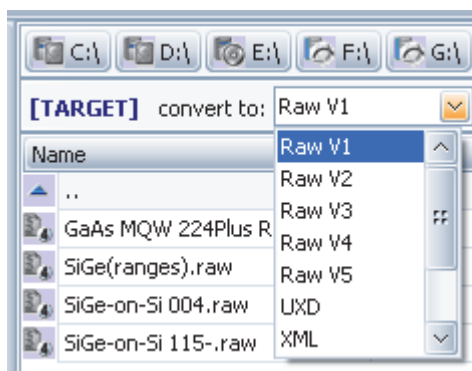 C:\ D:\ E:\ F:\ G:\
[TARGET] convert to: Raw V1
Name Raw V1
.. Raw V2
GaAs MQW 224Plus R Raw V3
Raw V4
SiGe(ranges).raw Raw V5
SiGe-on-Si 004.raw UXD
SiGe-on-Si 115-.raw XML